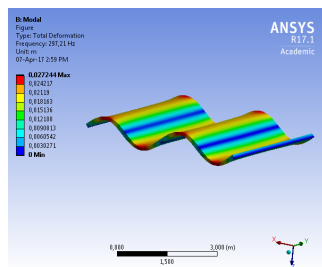 B: Modal
Figure
Type: Total Deformation
Frequency: 297,21 Hz
Unit: m
07-Apr-17 2:59 PM
ANSYS
R17.1
Academic
0,027244 Max
0,024217
0,02119
0,018163
0,015136
0,012108
0,0090813
0,0060542
0,0030271
0 Min
0,000 3,000 (m)
1,500
X Y
Z